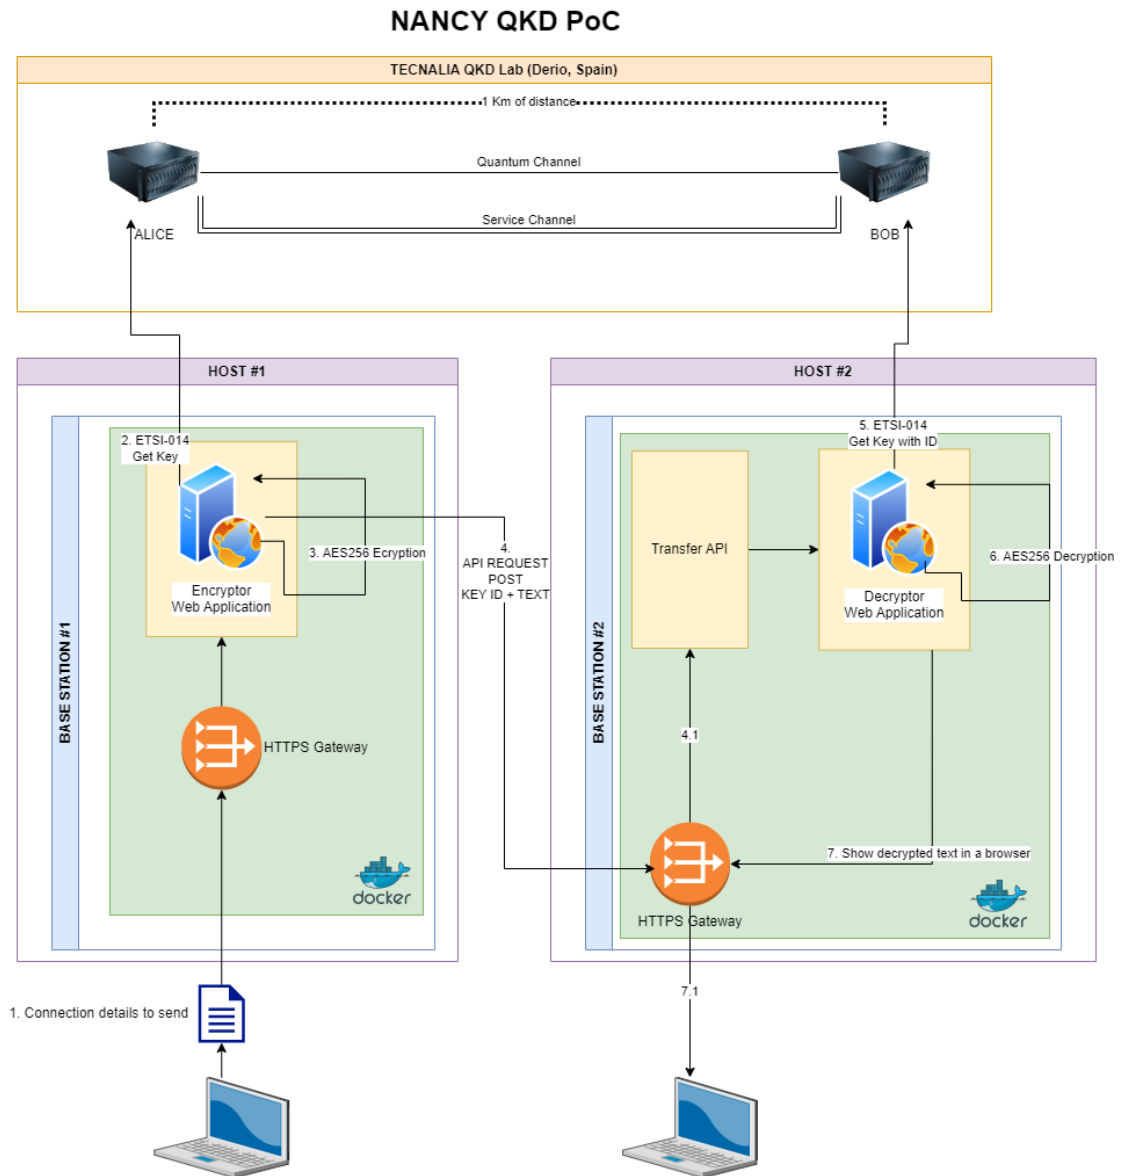 NANCY QKD PoC
TECNALIA QKD Lab (Derio, Spain)
1 Km of distance
Quantum Channel
Service Channel
ALICE
BOB
HOST #1
HOST #2
BASE STATION #1
2. ETSI-014
Get Key
3. AES256 Ecryption
Encryptor
Web Application
HTTPS Gateway
docker
4.
API REQUEST
POST
KEY ID + TEXT
BASE STATION #2
5. ETSI-014
Get Key with ID
Transfer API
6. AES256 Decryption
Decryptor
Web Application
4.1
7. Show decrypted text in a browser
HTTPS Gateway
docker
7.1
1. Connection details to send